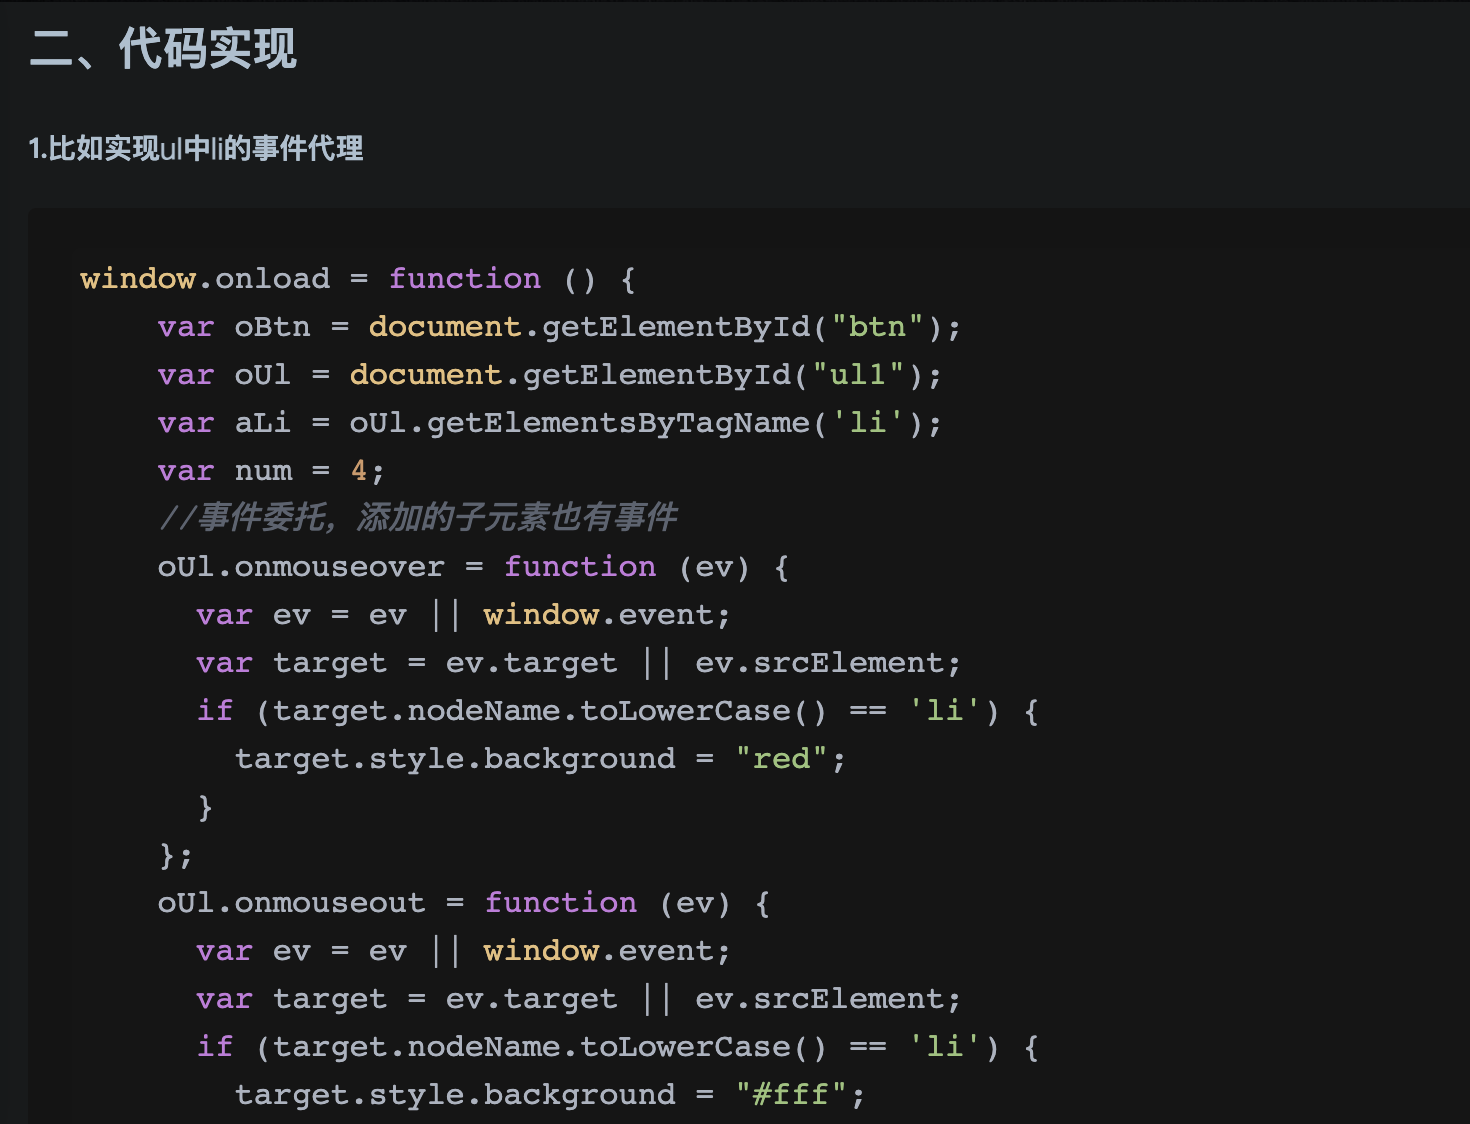 二、代码实现
1.比如实现ul中li的事件代理
window.onload = function () {
var oBtn = document.getElementById("btn");
var oUl = document.getElementById("ul1");
var aLi = oUl.getElementsByTagName('li');
var num = 4;
//事件委托，添加的子元素也有事件
oUl.onmouseover = function (ev) {
var ev = ev || window.event;
var target = ev.target || ev.srcElement;
if (target.nodeName.toLowerCase() == 'li') {
target.style.background = "red";
}
};
oUl.onmouseout = function (ev) {
var ev = ev || window.event;
var target = ev.target || ev.srcElement;
if (target.nodeName.toLowerCase() == 'li') {
target.style.background = "#fff";